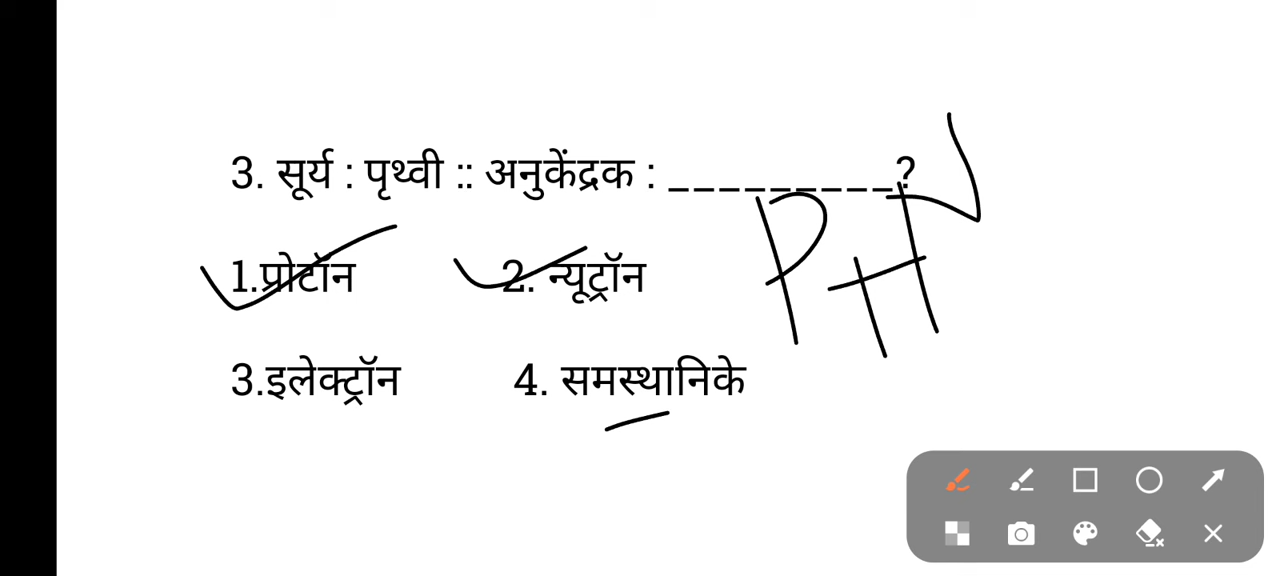 3. सूर्य : पृथ्वी :: अनुकेंद्रक : _________?
P+N
1.प्रोटॉन 2. न्यूट्रॉन
3.इलेक्ट्रॉन 4. समस्थानिके